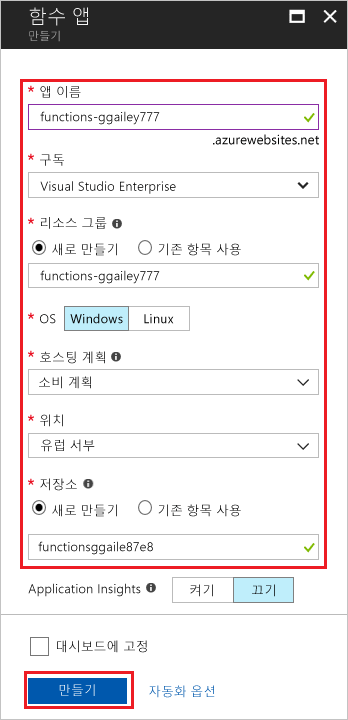 함수 앱
만들기
* 앱 이름
functions-ggailey777
.azurewebsites.net
* 구독
Visual Studio Enterprise
* 리소스 그룹
새로 만들기 기존 항목 사용
functions-ggailey777
* OS Windows Linux
* 호스팅 계획
소비 계획
* 위치
유럽 서부
* 저장소
새로 만들기 기존 항목 사용
functionsggaile87e8
Application Insights 켜기 끄기
대시보드에 고정
만들기 자동화 옵션